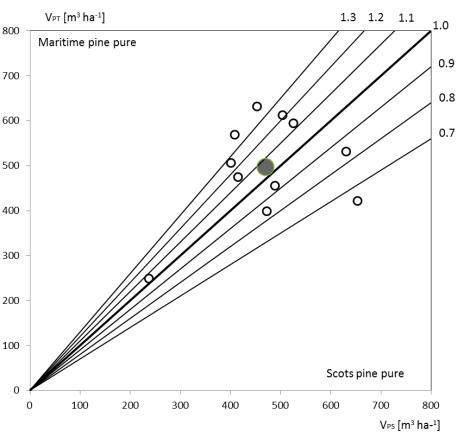 V_PT [m³ ha⁻¹]
1.3 1.2 1.1 1.0
800
Maritime pine pure
0.9
700
0.8
600
0.7
500
400
300
200
100
Scots pine pure
0
0 100 200 300 400 500 600 700 800
V_PS [m³ ha⁻¹]